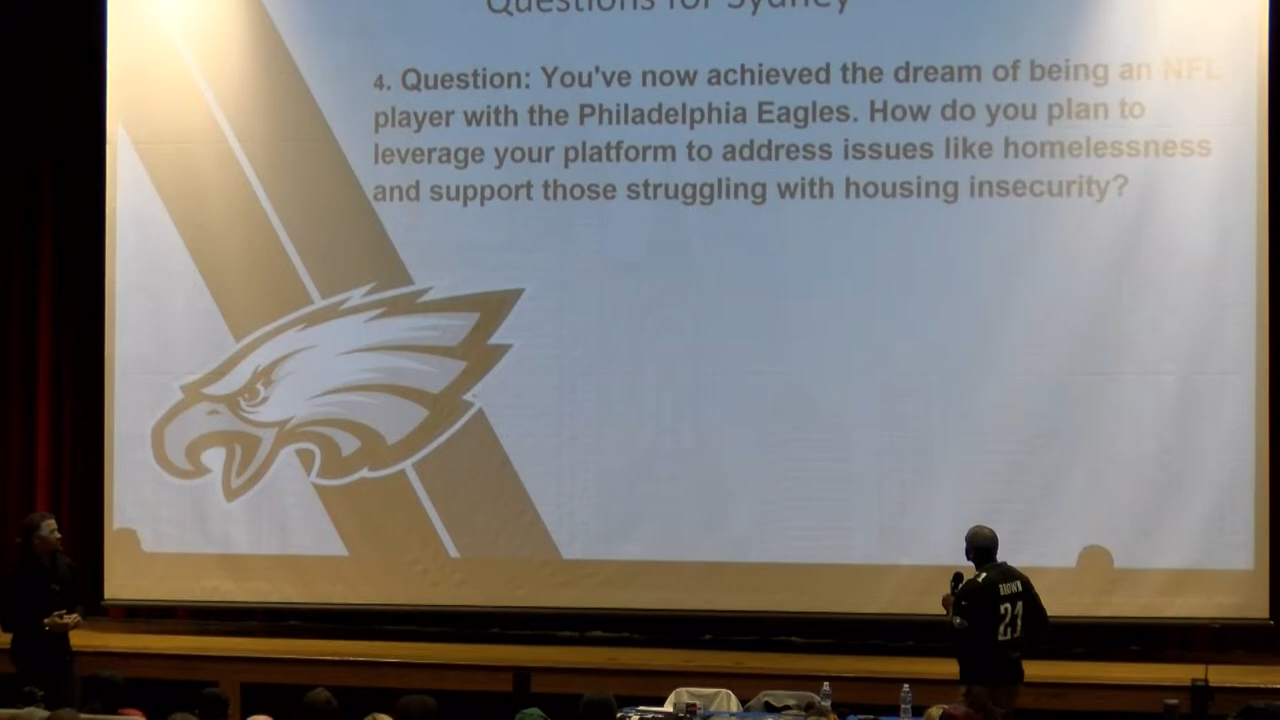 Questions for Sydney
4. Question: You've now achieved the dream of being an NFL
player with the Philadelphia Eagles. How do you plan to
leverage your platform to address issues like homelessness
and support those struggling with housing insecurity?
BROWN
21